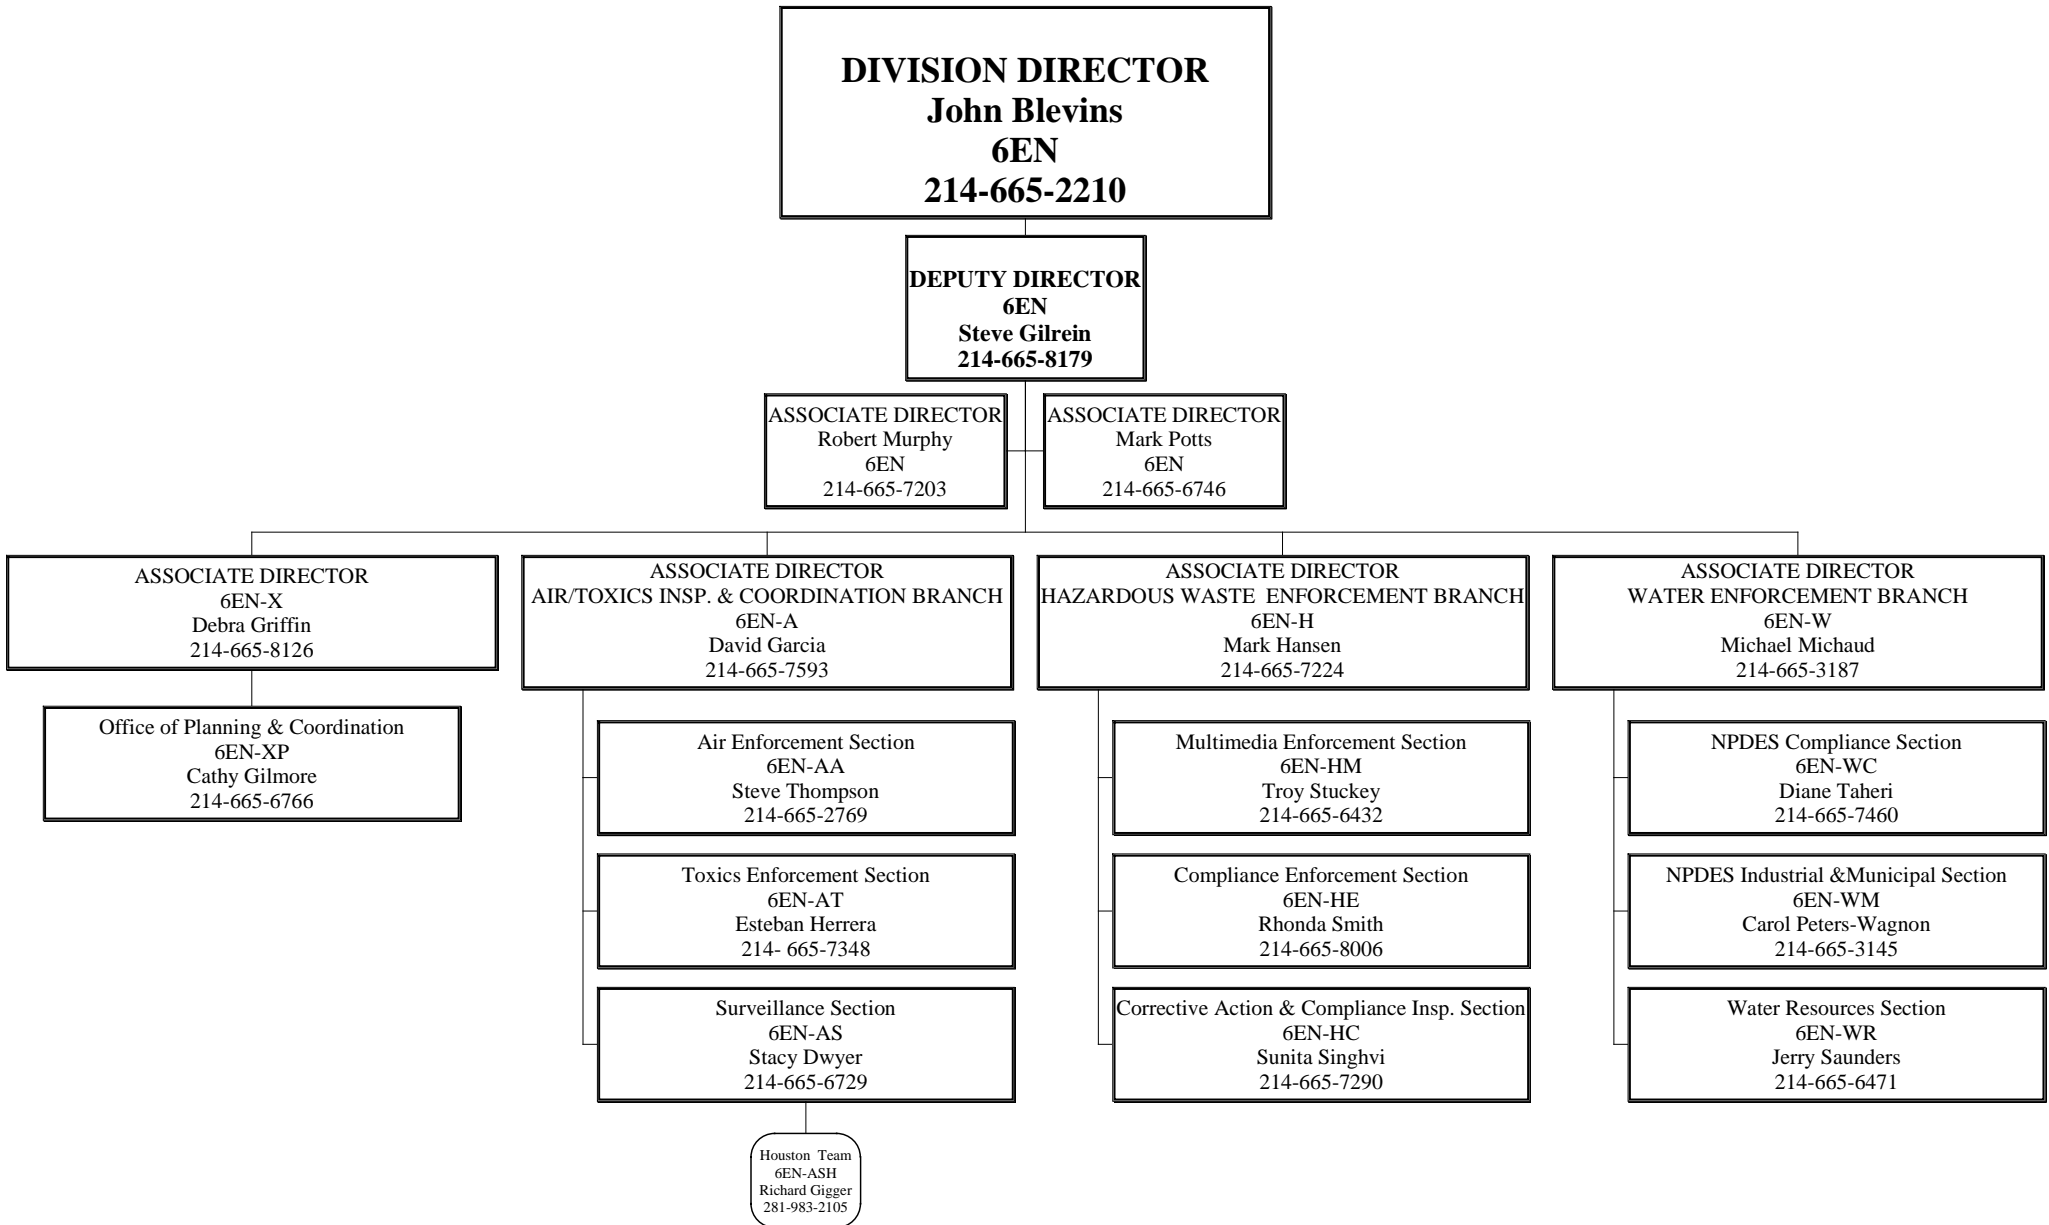 DIVISION DIRECTOR
John Blevins
6EN
214-665-2210
DEPUTY DIRECTOR
6EN
Steve Gilrein
214-665-8179
ASSOCIATE DIRECTOR
Robert Murphy
6EN
214-665-7203
ASSOCIATE DIRECTOR
Mark Potts
6EN
214-665-6746
ASSOCIATE DIRECTOR
6EN-X
Debra Griffin
214-665-8126
Office of Planning & Coordination
6EN-XP
Cathy Gilmore
214-665-6766
ASSOCIATE DIRECTOR
AIR/TOXICS INSP. & COORDINATION BRANCH
6EN-A
David Garcia
214-665-7593
Air Enforcement Section
6EN-AA
Steve Thompson
214-665-2769
Toxics Enforcement Section
6EN-AT
Esteban Herrera
214- 665-7348
Surveillance Section
6EN-AS
Stacy Dwyer
214-665-6729
Houston  Team
6EN-ASH
Richard Gigger
281-983-2105
ASSOCIATE DIRECTOR
HAZARDOUS WASTE  ENFORCEMENT BRANCH
6EN-H
Mark Hansen
214-665-7224
Multimedia Enforcement Section
6EN-HM
Troy Stuckey
214-665-6432
Compliance Enforcement Section
6EN-HE
Rhonda Smith
214-665-8006
Corrective Action & Compliance Insp. Section
6EN-HC
Sunita Singhvi
214-665-7290
ASSOCIATE DIRECTOR
WATER ENFORCEMENT BRANCH
6EN-W
Michael Michaud
214-665-3187
NPDES Compliance Section
6EN-WC
Diane Taheri
214-665-7460
NPDES Industrial &Municipal Section
6EN-WM
Carol Peters-Wagnon
214-665-3145
Water Resources Section
6EN-WR
Jerry Saunders
214-665-6471